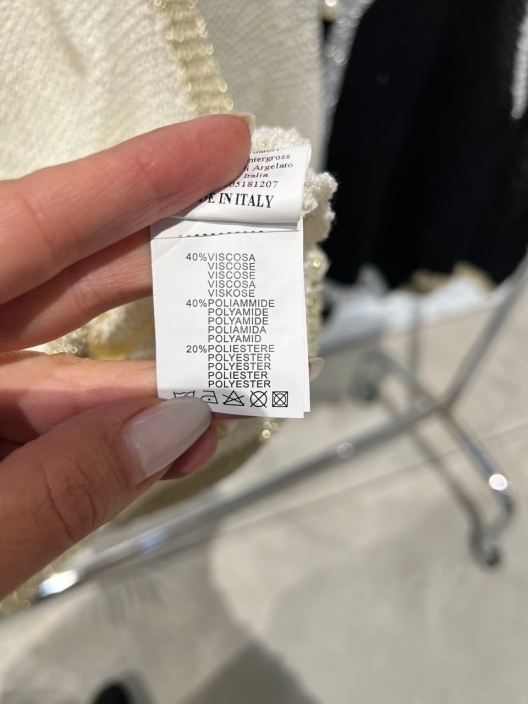 ntergross
Argelato
Italia
05181207
DE IN ITALY
40%VISCOSA
VISCOSE
VISCOSE
VISCOSA
VISKOSE
40%POLIAMMIDE
POLYAMIDE
POLYAMIDE
POLIAMIDA
POLYAMID
20%POLIESTERE
POLYESTER
POLYESTER
POLIESTER
POLYESTER